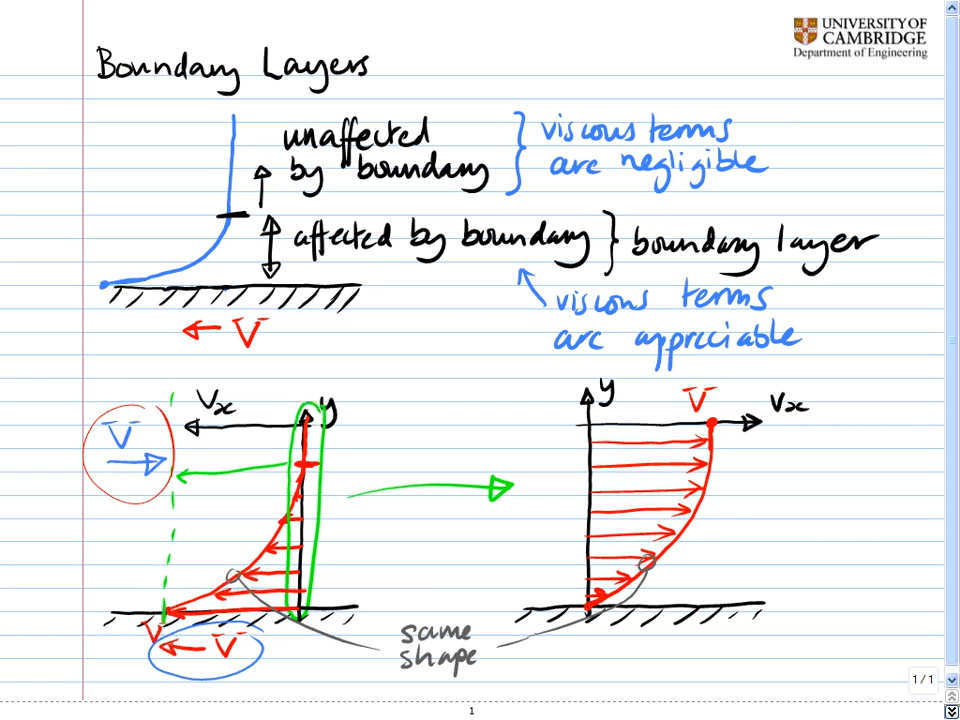 UNIVERSITY OF
CAMBRIDGE
Department of Engineering
Boundary Layers
unaffected
by boundary
viscous terms
are negligible
affected by boundary
boundary layer
viscous terms
are appreciable
V
Vx
y
V
y
V
Vx
V
V
same
shape
1 / 1
1